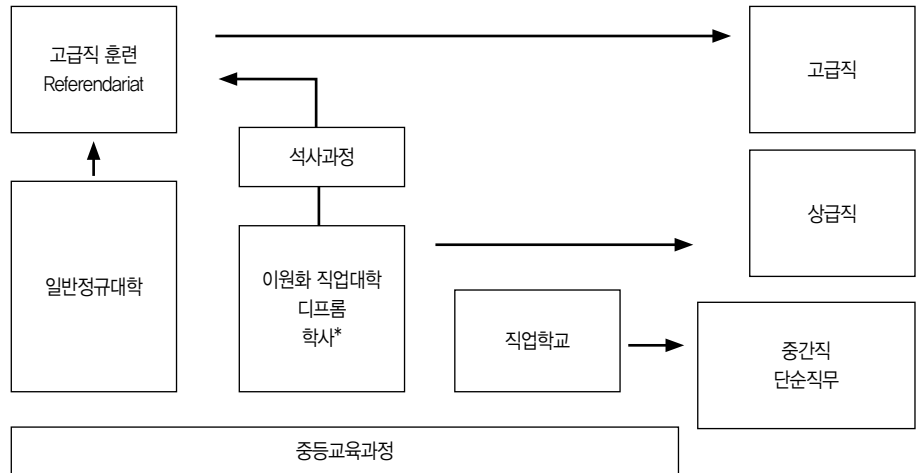 고급직 훈련
Referendariat
고급직
석사과정
상급직
일반정규대학
이원화 직업대학
디프롬
학사*
직업학교
중간직
단순직무
중등교육과정